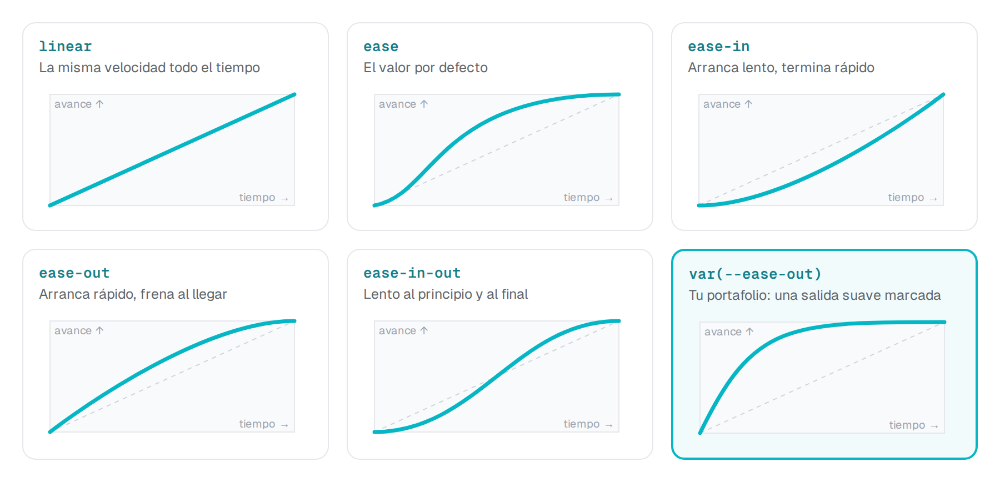 linear
La misma velocidad todo el tiempo
avance ↑
tiempo →
ease
El valor por defecto
avance ↑
tiempo →
ease-in
Arranca lento, termina rápido
avance ↑
tiempo →
ease-out
Arranca rápido, frena al llegar
avance ↑
tiempo →
ease-in-out
Lento al principio y al final
avance ↑
tiempo →
var(--ease-out)
Tu portafolio: una salida suave marcada
avance ↑
tiempo →